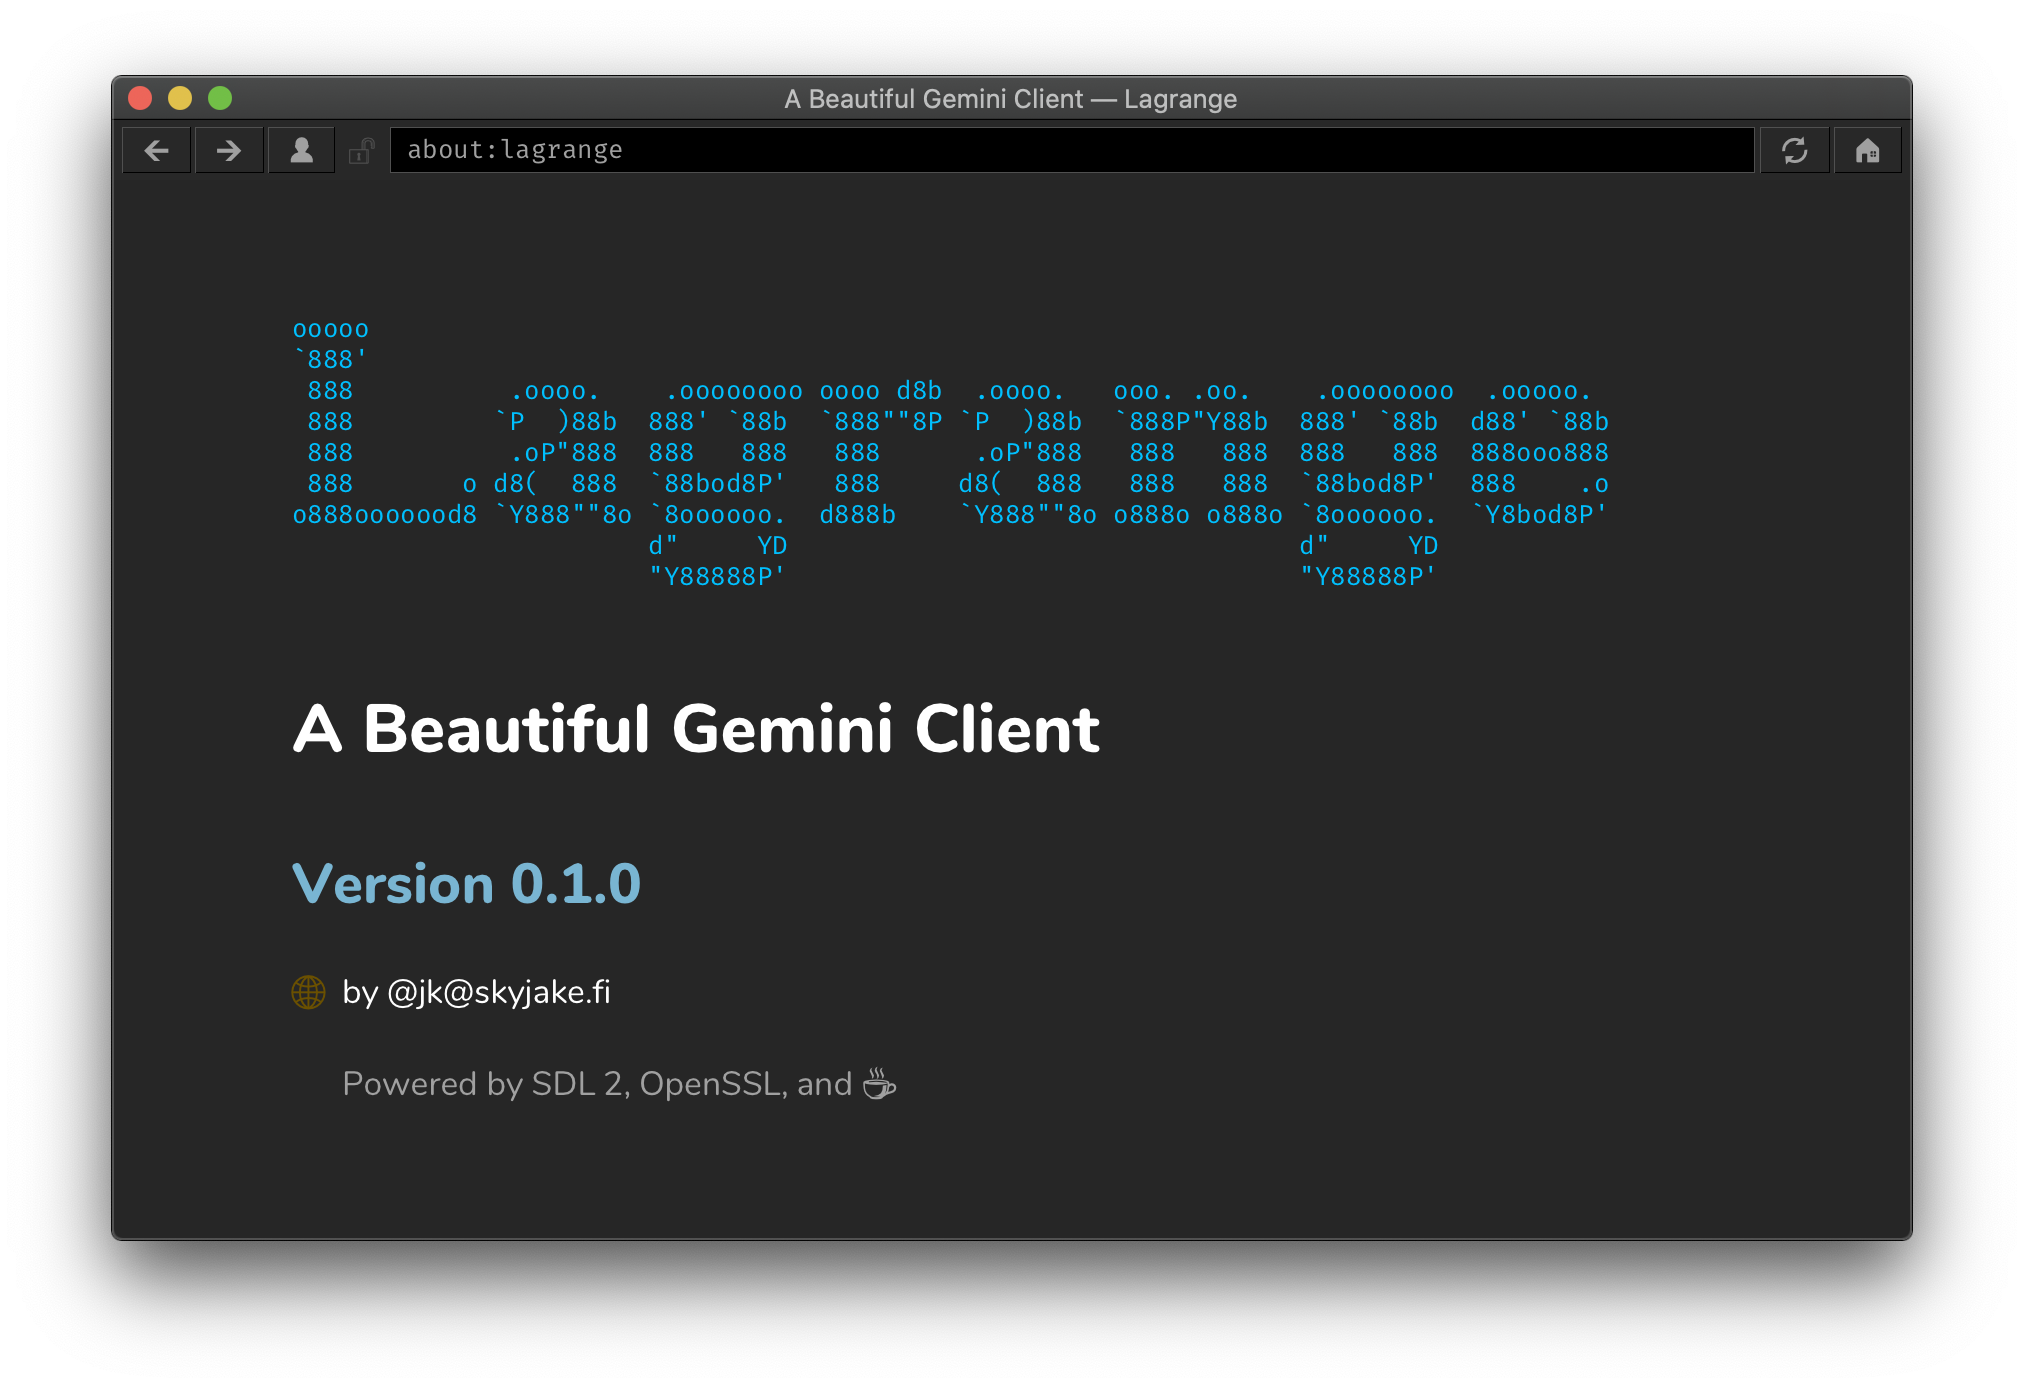 A Beautiful Gemini Client — Lagrange
about:lagrange
ooooo
`888'
 888          .oooo.    .oooooooo oooo d8b  .oooo.   ooo. .oo.    .oooooooo  .ooooo.
 888         `P  )88b  888' `88b  `888""8P `P  )88b  `888P"Y88b  888' `88b  d88' `88b
 888          .oP"888  888   888   888      .oP"888   888   888  888   888  888ooo888
 888       o d8(  888  `88bod8P'   888     d8(  888   888   888  `88bod8P'  888    .o
o888ooooood8 `Y888""8o `8oooooo.  d888b    `Y888""8o o888o o888o `8oooooo.  `Y8bod8P'
                       d"     YD                                 d"     YD
                       "Y88888P'                                 "Y88888P'
A Beautiful Gemini Client
Version 0.1.0
by @jk@skyjake.fi
Powered by SDL 2, OpenSSL, and ☕